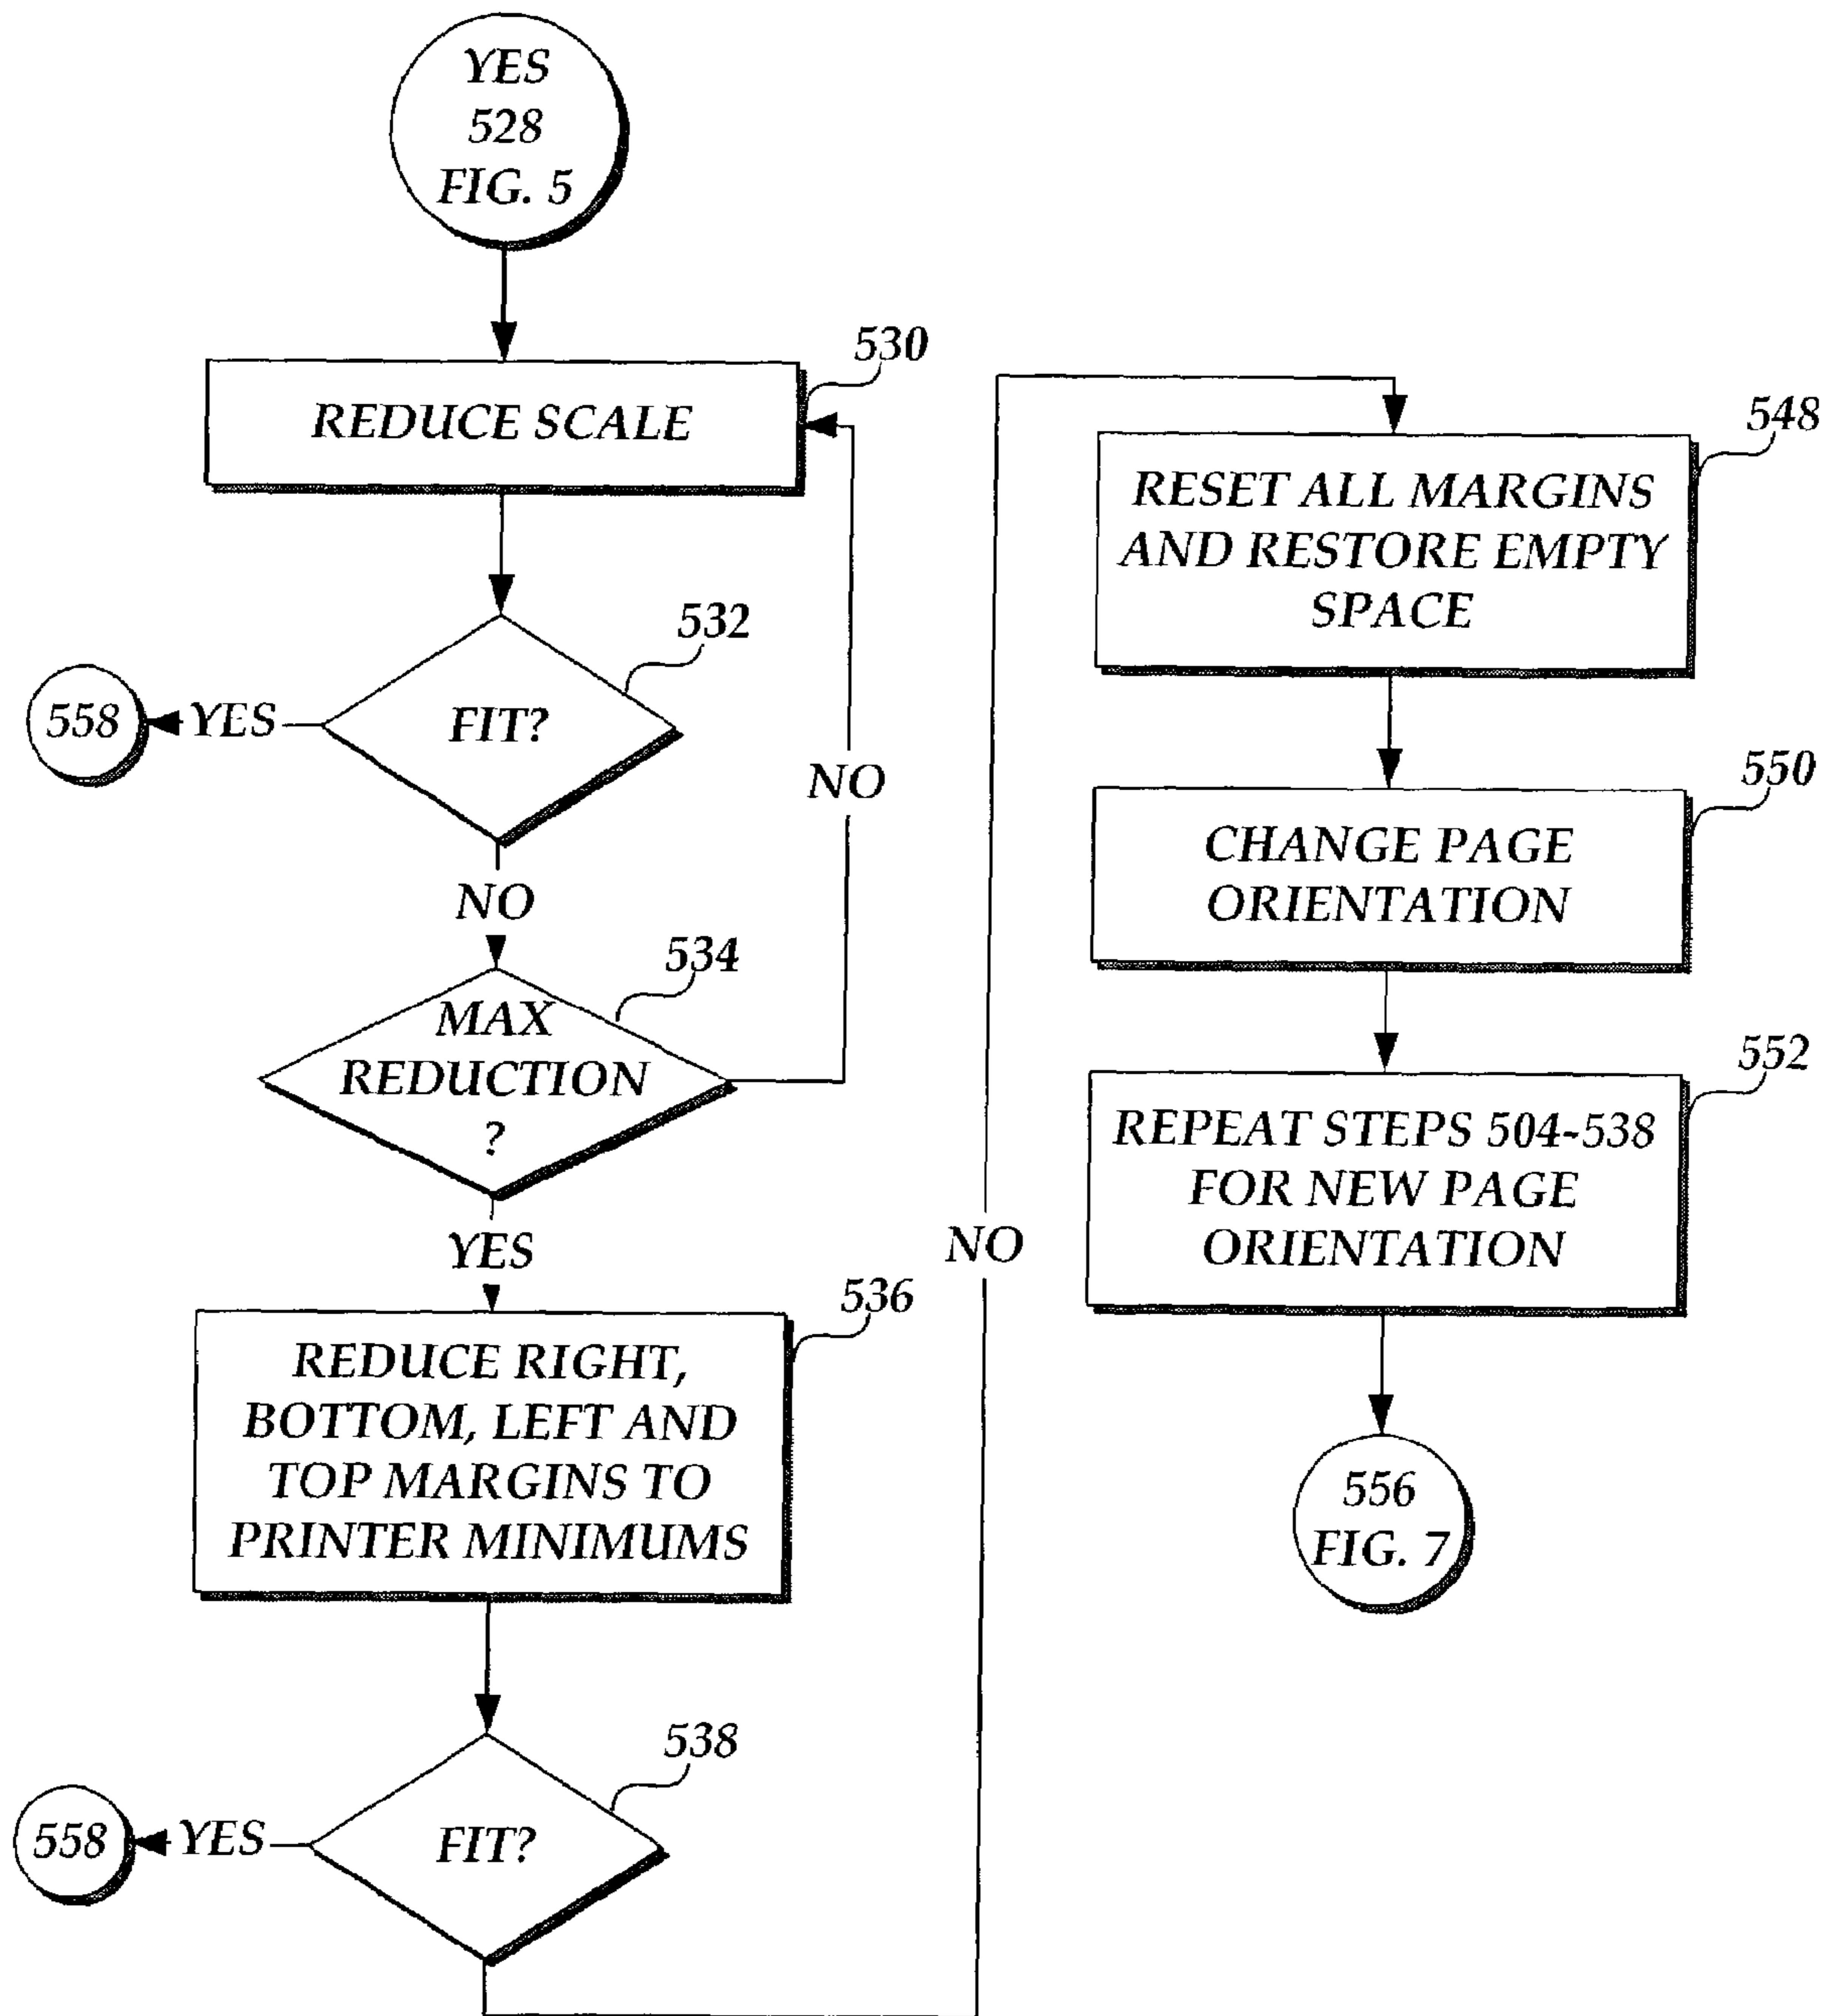 YES
528
FIG. 5
530
REDUCE SCALE
532
FIT?
YES
558
NO
NO
534
MAX
REDUCTION
?
YES
536
REDUCE RIGHT,
BOTTOM, LEFT AND
TOP MARGINS TO
PRINTER MINIMUMS
538
FIT?
YES
558
NO
548
RESET ALL MARGINS
AND RESTORE EMPTY
SPACE
550
CHANGE PAGE
ORIENTATION
552
REPEAT STEPS 504-538
FOR NEW PAGE
ORIENTATION
556
FIG. 7